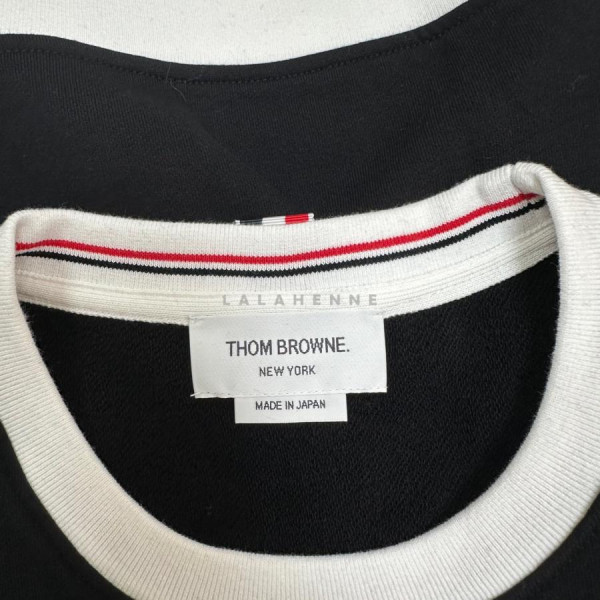 LALAHENNE
THOM BROWNE.
NEW YORK
MADE IN JAPAN